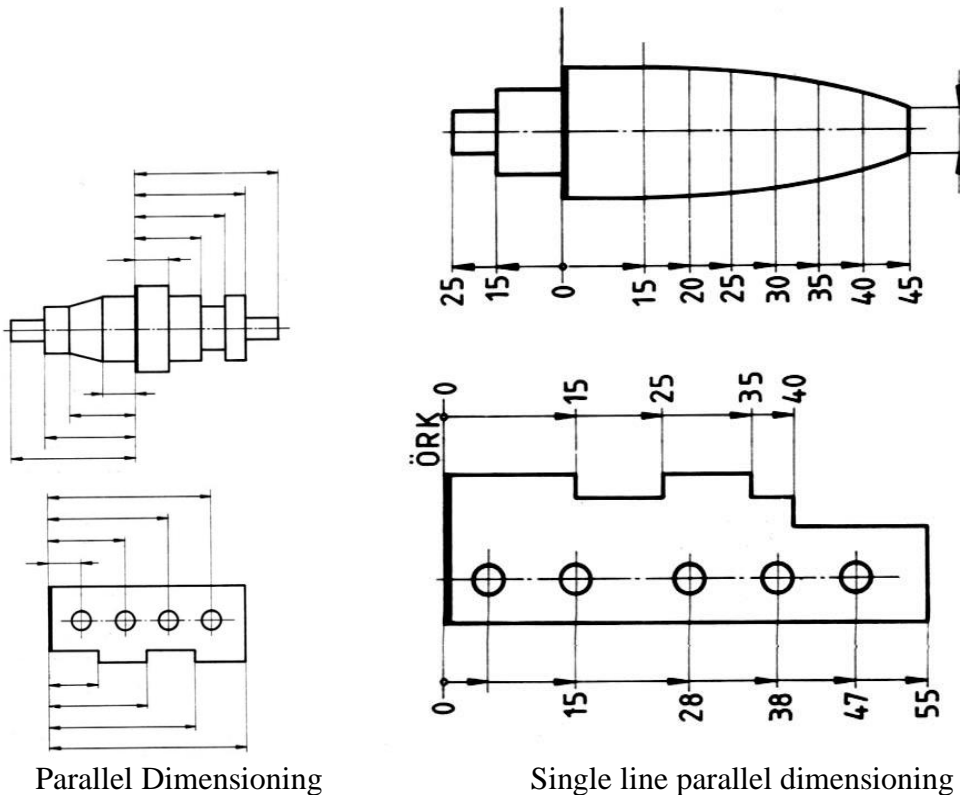 25 15 0 15 20 25 30 35 40 45
0 15 25 35 40
ÖRK
0 15 28 38 47 55
Parallel Dimensioning
Single line parallel dimensioning